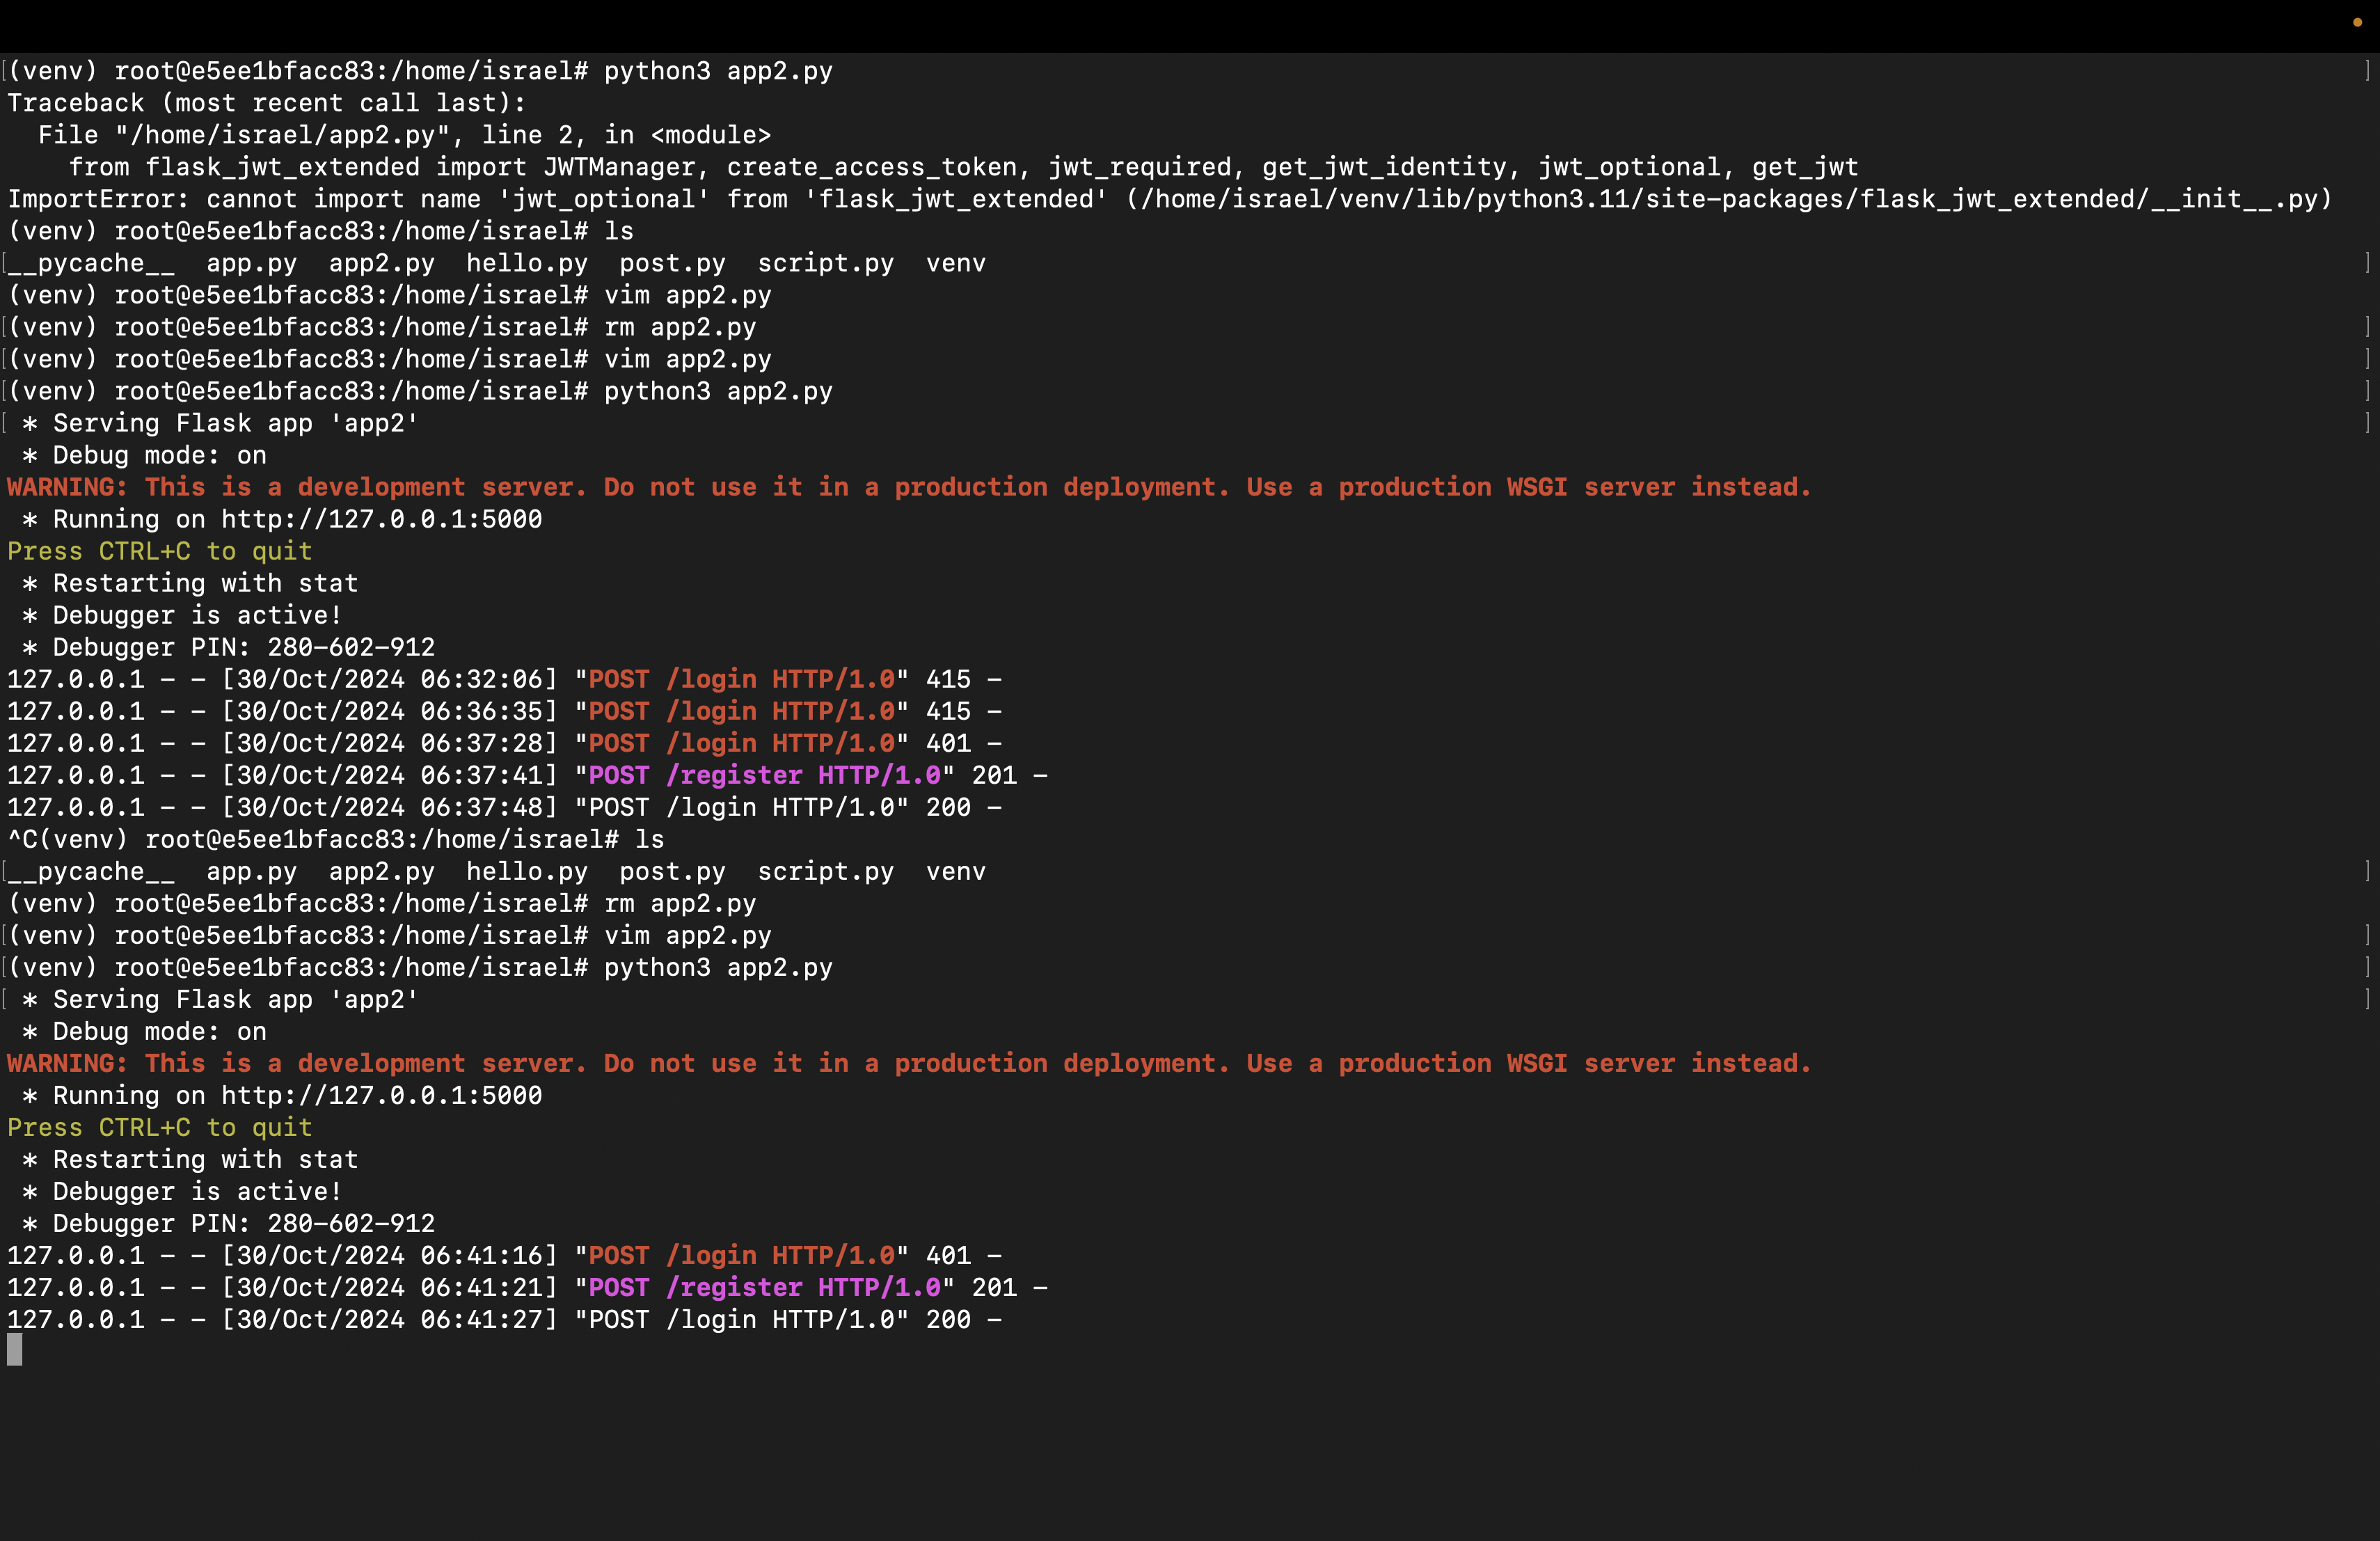 [(venv) root@e5ee1bfacc83:/home/israel# python3 app2.py ]
Traceback (most recent call last):
  File "/home/israel/app2.py", line 2, in <module>
    from flask_jwt_extended import JWTManager, create_access_token, jwt_required, get_jwt_identity, jwt_optional, get_jwt
ImportError: cannot import name 'jwt_optional' from 'flask_jwt_extended' (/home/israel/venv/lib/python3.11/site-packages/flask_jwt_extended/__init__.py)
(venv) root@e5ee1bfacc83:/home/israel# ls
[__pycache__  app.py  app2.py  hello.py  post.py  script.py  venv ]
(venv) root@e5ee1bfacc83:/home/israel# vim app2.py
[(venv) root@e5ee1bfacc83:/home/israel# rm app2.py ]
[(venv) root@e5ee1bfacc83:/home/israel# vim app2.py ]
[(venv) root@e5ee1bfacc83:/home/israel# python3 app2.py ]
[ * Serving Flask app 'app2' ]
 * Debug mode: on
WARNING: This is a development server. Do not use it in a production deployment. Use a production WSGI server instead.
 * Running on http://127.0.0.1:5000
Press CTRL+C to quit
 * Restarting with stat
 * Debugger is active!
 * Debugger PIN: 280-602-912
127.0.0.1 - - [30/Oct/2024 06:32:06] "POST /login HTTP/1.0" 415 -
127.0.0.1 - - [30/Oct/2024 06:36:35] "POST /login HTTP/1.0" 415 -
127.0.0.1 - - [30/Oct/2024 06:37:28] "POST /login HTTP/1.0" 401 -
127.0.0.1 - - [30/Oct/2024 06:37:41] "POST /register HTTP/1.0" 201 -
127.0.0.1 - - [30/Oct/2024 06:37:48] "POST /login HTTP/1.0" 200 -
^C(venv) root@e5ee1bfacc83:/home/israel# ls
[__pycache__  app.py  app2.py  hello.py  post.py  script.py  venv ]
(venv) root@e5ee1bfacc83:/home/israel# rm app2.py
[(venv) root@e5ee1bfacc83:/home/israel# vim app2.py ]
[(venv) root@e5ee1bfacc83:/home/israel# python3 app2.py ]
[ * Serving Flask app 'app2' ]
 * Debug mode: on
WARNING: This is a development server. Do not use it in a production deployment. Use a production WSGI server instead.
 * Running on http://127.0.0.1:5000
Press CTRL+C to quit
 * Restarting with stat
 * Debugger is active!
 * Debugger PIN: 280-602-912
127.0.0.1 - - [30/Oct/2024 06:41:16] "POST /login HTTP/1.0" 401 -
127.0.0.1 - - [30/Oct/2024 06:41:21] "POST /register HTTP/1.0" 201 -
127.0.0.1 - - [30/Oct/2024 06:41:27] "POST /login HTTP/1.0" 200 -